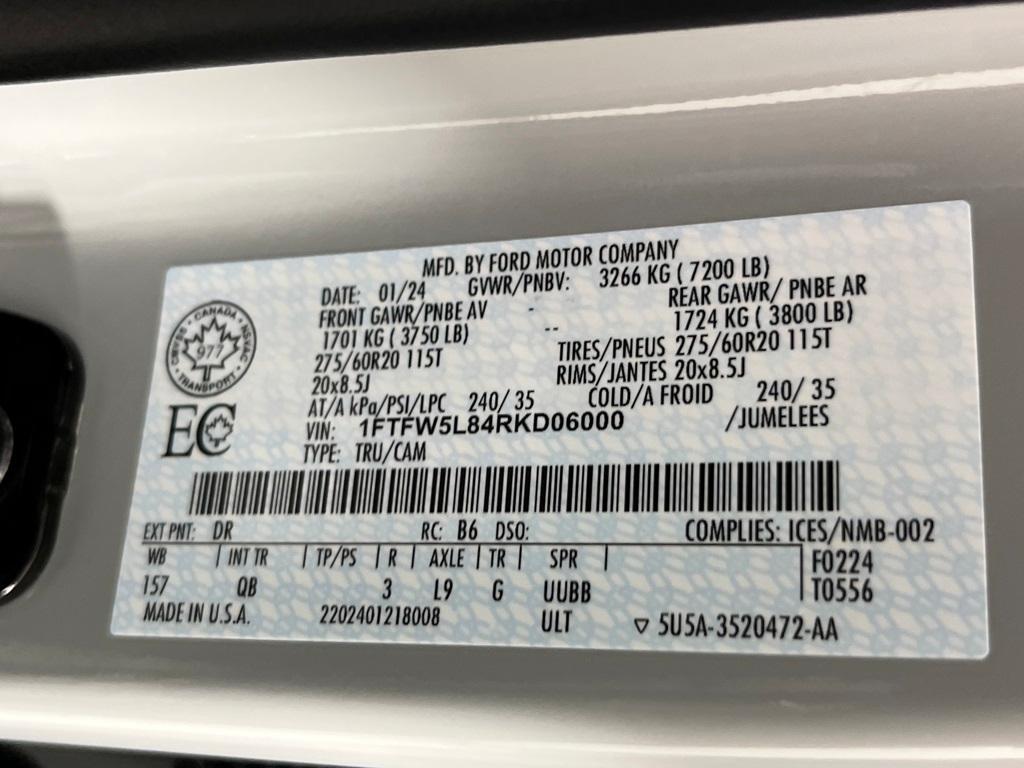 MFD. BY FORD MOTOR COMPANY
DATE: 01/24 GVWR/PNBV: 3266 KG ( 7200 LB)
FRONT GAWR/PNBE AV REAR GAWR/ PNBE AR
1701 KG ( 3750 LB) -- 1724 KG ( 3800 LB)
275/60R20 115T TIRES/PNEUS 275/60R20 115T
20x8.5J RIMS/JANTES 20x8.5J
AT/A kPa/PSI/LPC 240/ 35 COLD/A FROID 240/ 35
VIN: 1FTFW5L84RKD06000 /JUMELEES
TYPE: TRU/CAM
CANADA
NSVAC
977
TRANSPORT
CMVSS
EC
EXT PNT: DR RC: B6 DSO: COMPLIES: ICES/NMB-002
WB | INT TR | TP/PS | R | AXLE | TR | SPR | F0224
157 QB 3 L9 G UUBB T0556
MADE IN U.S.A. 2202401218008 ULT ▽ 5U5A-3520472-AA